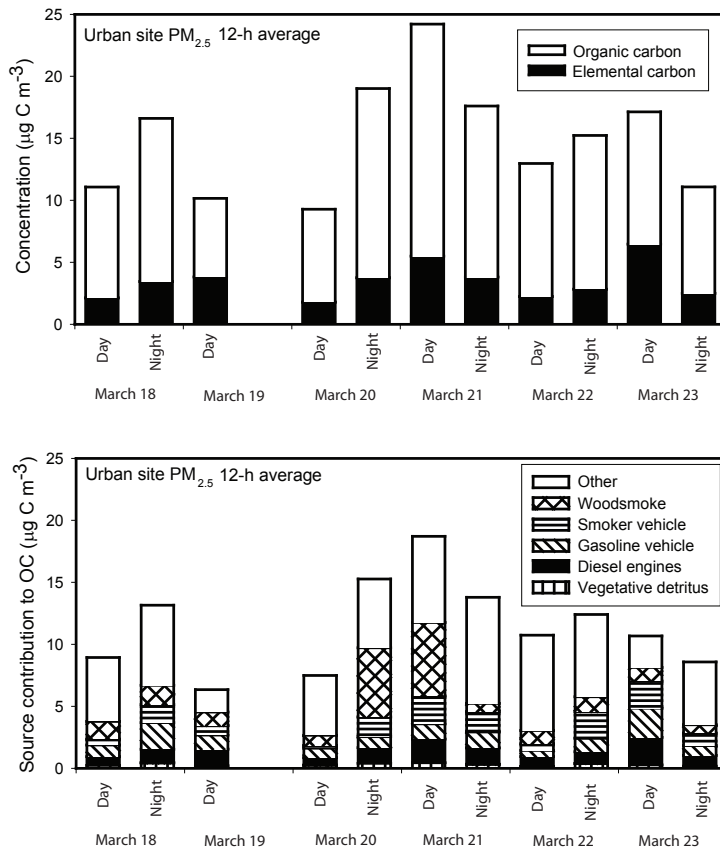 Urban site PM2.5 12-h average
Organic carbon
Elemental carbon
Concentration (µg C m-3)
25
20
15
10
5
0
Day
Night
Day
Day
Night
Day
Night
Day
Night
Day
Night
March 18
March 19
March 20
March 21
March 22
March 23
Urban site PM2.5 12-h average
Other
Woodsmoke
Smoker vehicle
Gasoline vehicle
Diesel engines
Vegetative detritus
Source contribution to OC (µg C m-3)
25
20
15
10
5
0
Day
Night
Day
Day
Night
Day
Night
Day
Night
Day
Night
March 18
March 19
March 20
March 21
March 22
March 23